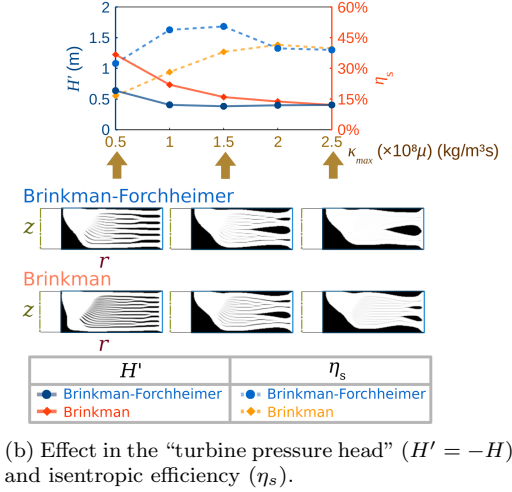 2 60%
1.5 45%
H' (m) 1 30% ηs
0.5 15%
0 0%
0.5 1 1.5 2 2.5 κmax (×10⁸μ) (kg/m³s)
Brinkman-Forchheimer
z
r
Brinkman
z
r
H' ηs
Brinkman-Forchheimer Brinkman-Forchheimer
Brinkman Brinkman
(b) Effect in the “turbine pressure head” (H′ = −H)
and isentropic efficiency (ηs).